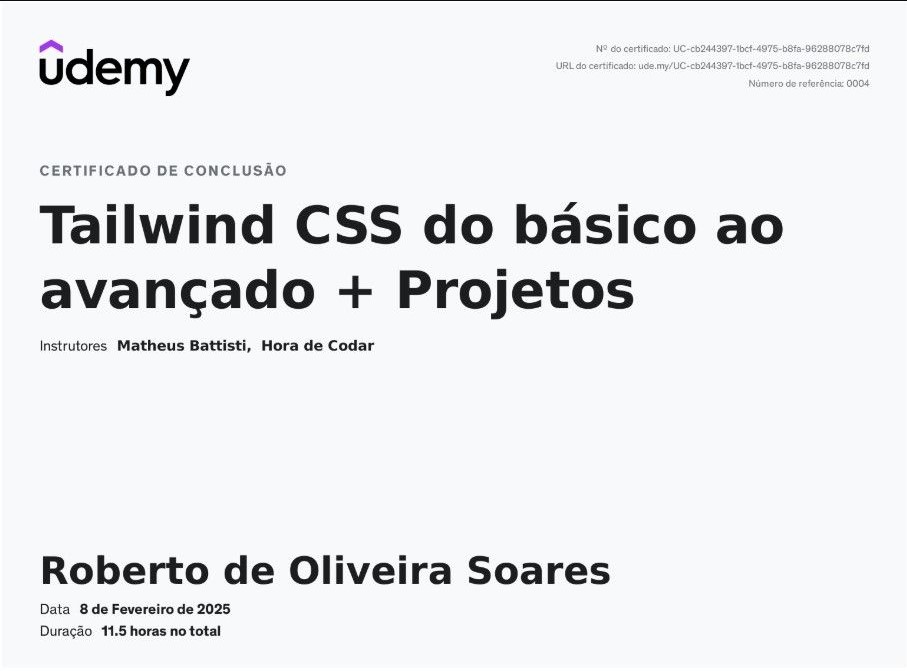 udemy
Nº do certificado: UC-cb244397-1bcf-4975-b8fa-96288078c7fd
URL do certificado: ude.my/UC-cb244397-1bcf-4975-b8fa-96288078c7fd
Número de referência: 0004
CERTIFICADO DE CONCLUSÃO
Tailwind CSS do básico ao
avançado + Projetos
Instrutores Matheus Battisti, Hora de Codar
Roberto de Oliveira Soares
Data 8 de Fevereiro de 2025
Duração 11.5 horas no total